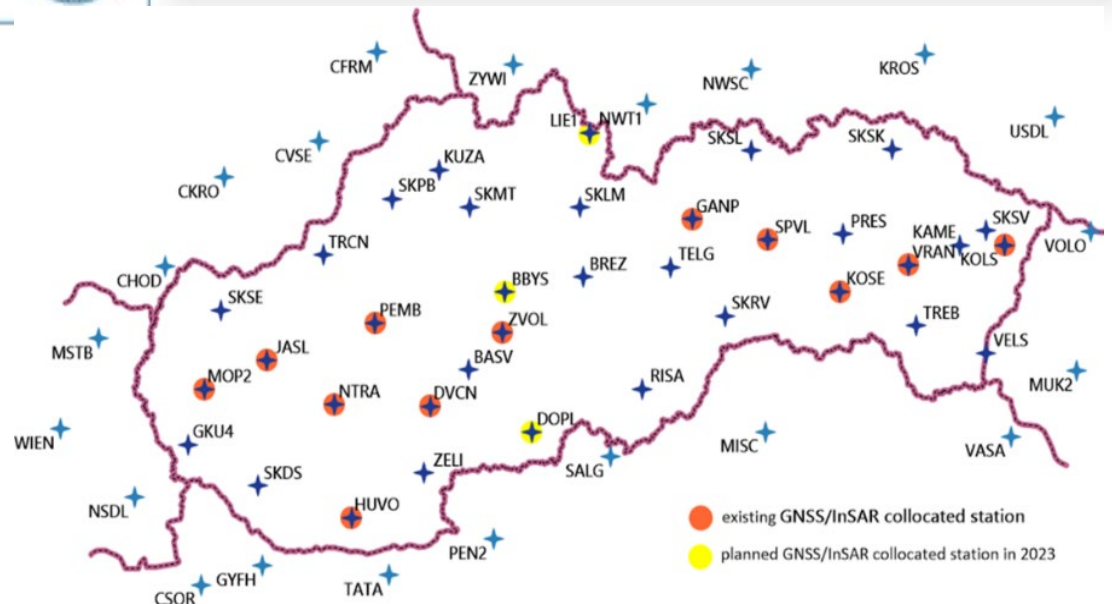 CFRM
ZYWI
NWSC
KROS
LIE1
NWT1
USDL
CVSE
SKSL
SKSK
KUZA
CKRO
SKPB
SKMT
SKLM
GANP
SPVL
PRES
KAME
SKSV
VOLO
TRCN
TELG
VRAN
KOLS
CHOD
BBYS
BREZ
KOSE
SKSE
PEMB
ZVOL
SKRV
TREB
MSTB
JASL
BASV
VELS
MOP2
NTRA
DVCN
RISA
MUK2
WIEN
GKU4
DOPL
MISC
VASA
SKDS
ZELI
SALG
NSDL
HUVO
existing GNSS/InSAR collocated station
PEN2
planned GNSS/InSAR collocated station in 2023
GYFH
TATA
CSOR